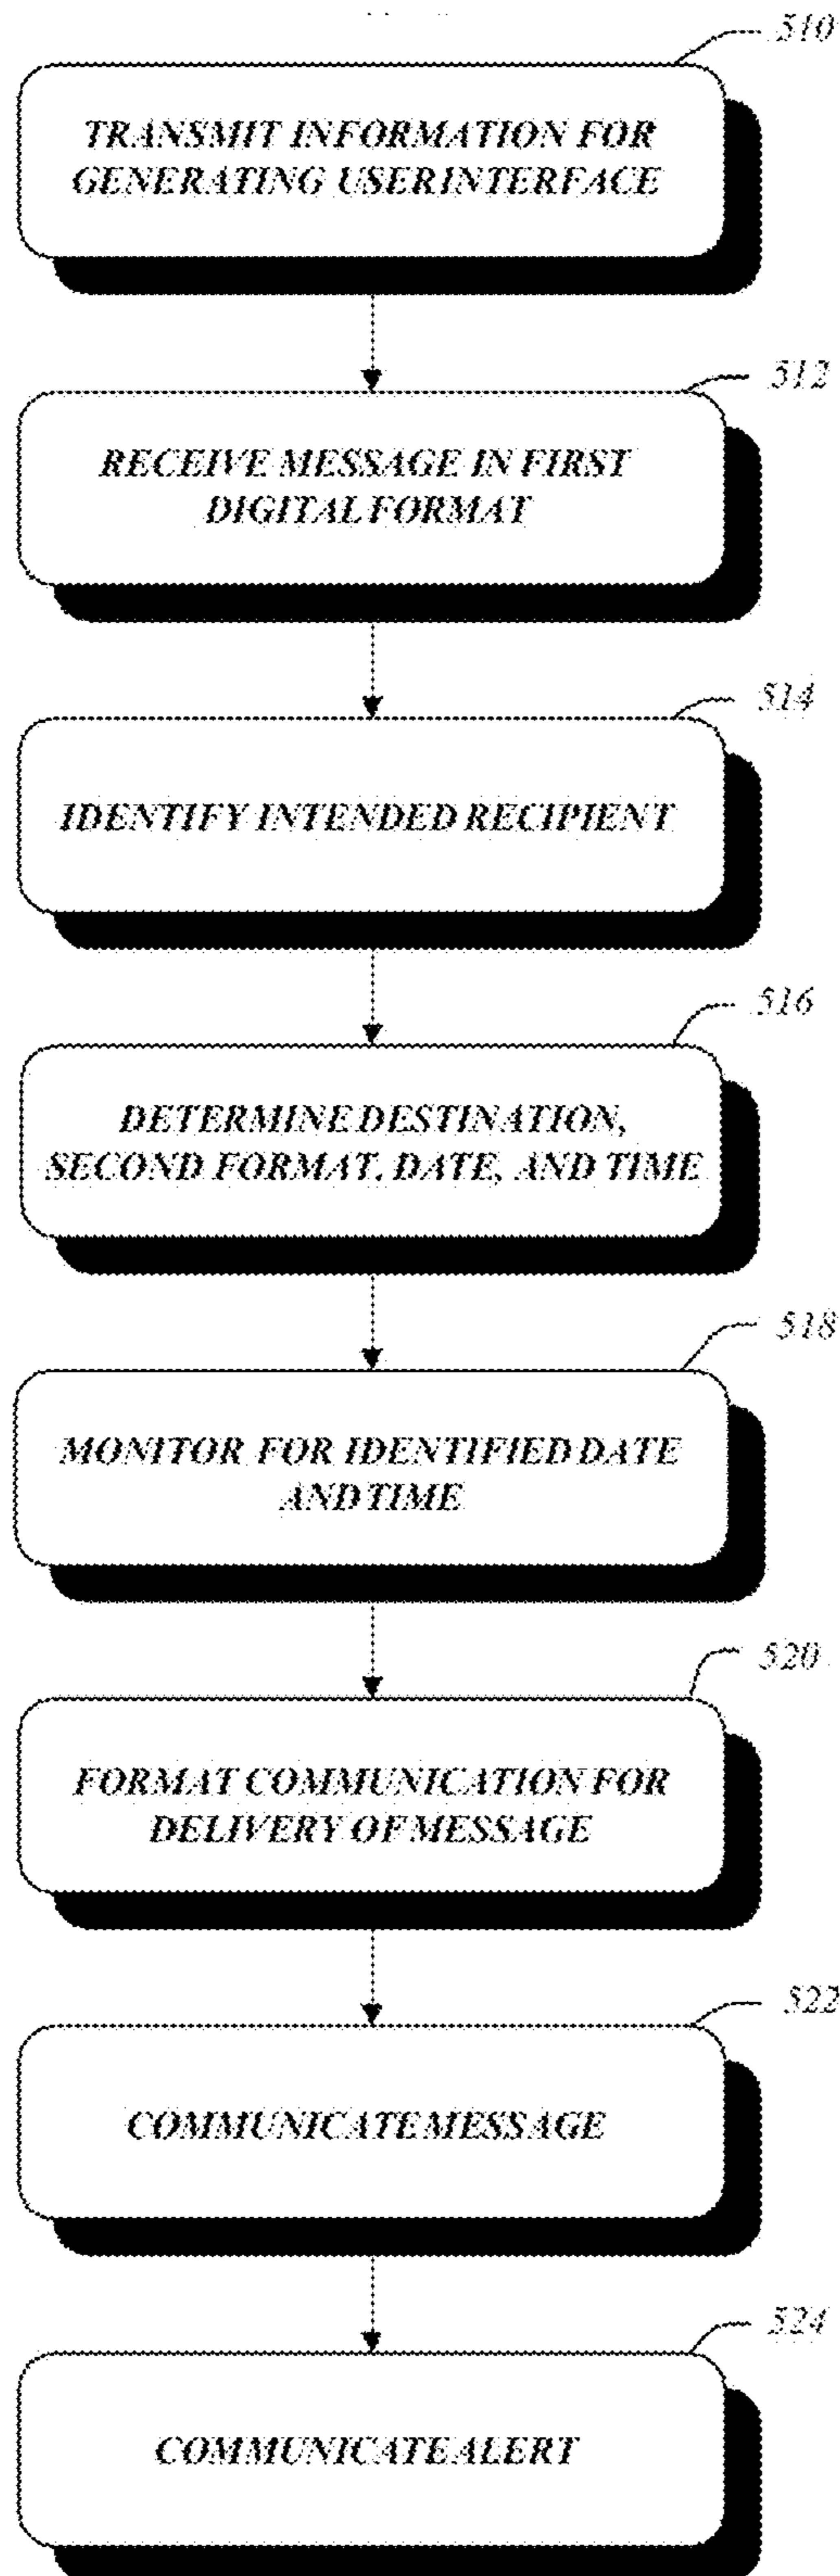 510
TRANSMIT INFORMATION FOR
GENERATING USER INTERFACE
512
RECEIVE MESSAGE IN FIRST
DIGITAL FORMAT
514
IDENTIFY INTENDED RECIPIENT
516
DETERMINE DESTINATION,
SECOND FORMAT, DATE, AND TIME
518
MONITOR FOR IDENTIFIED DATE
AND TIME
520
FORMAT COMMUNICATION FOR
DELIVERY OF MESSAGE
522
COMMUNICATE MESSAGE
524
COMMUNICATE ALERT